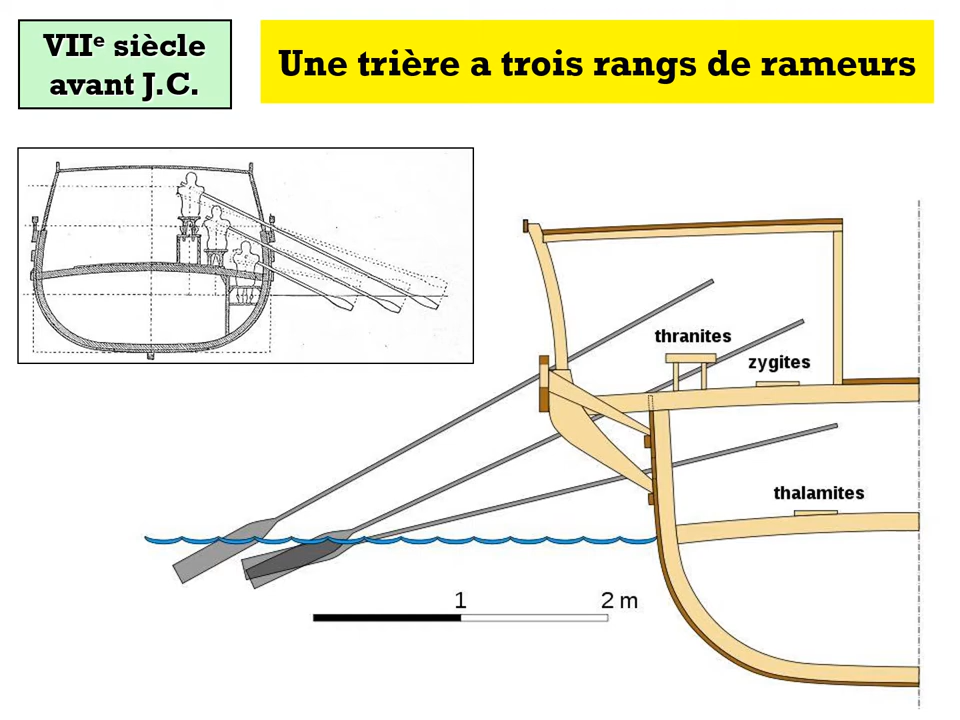 VIIe siècle
avant J.C.
Une trière a trois rangs de rameurs
thranites
zygites
thalamites
1
2 m